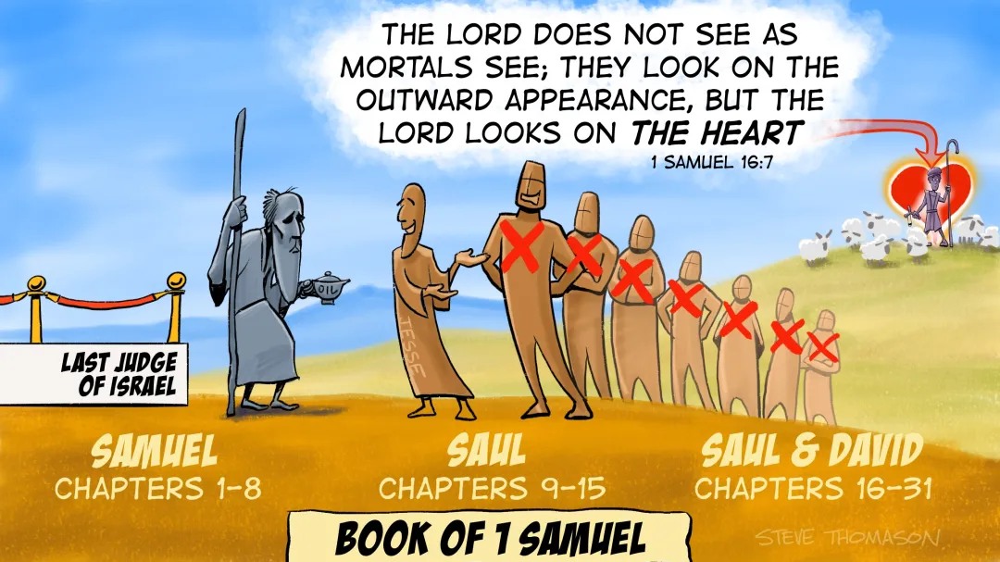 THE LORD DOES NOT SEE AS
MORTALS SEE; THEY LOOK ON THE
OUTWARD APPEARANCE, BUT THE
LORD LOOKS ON THE HEART
1 SAMUEL 16:7
OIL
JESSE
LAST JUDGE
OF ISRAEL
SAMUEL
CHAPTERS 1-8
SAUL
CHAPTERS 9-15
SAUL & DAVID
CHAPTERS 16-31
BOOK OF 1 SAMUEL
STEVE THOMASON